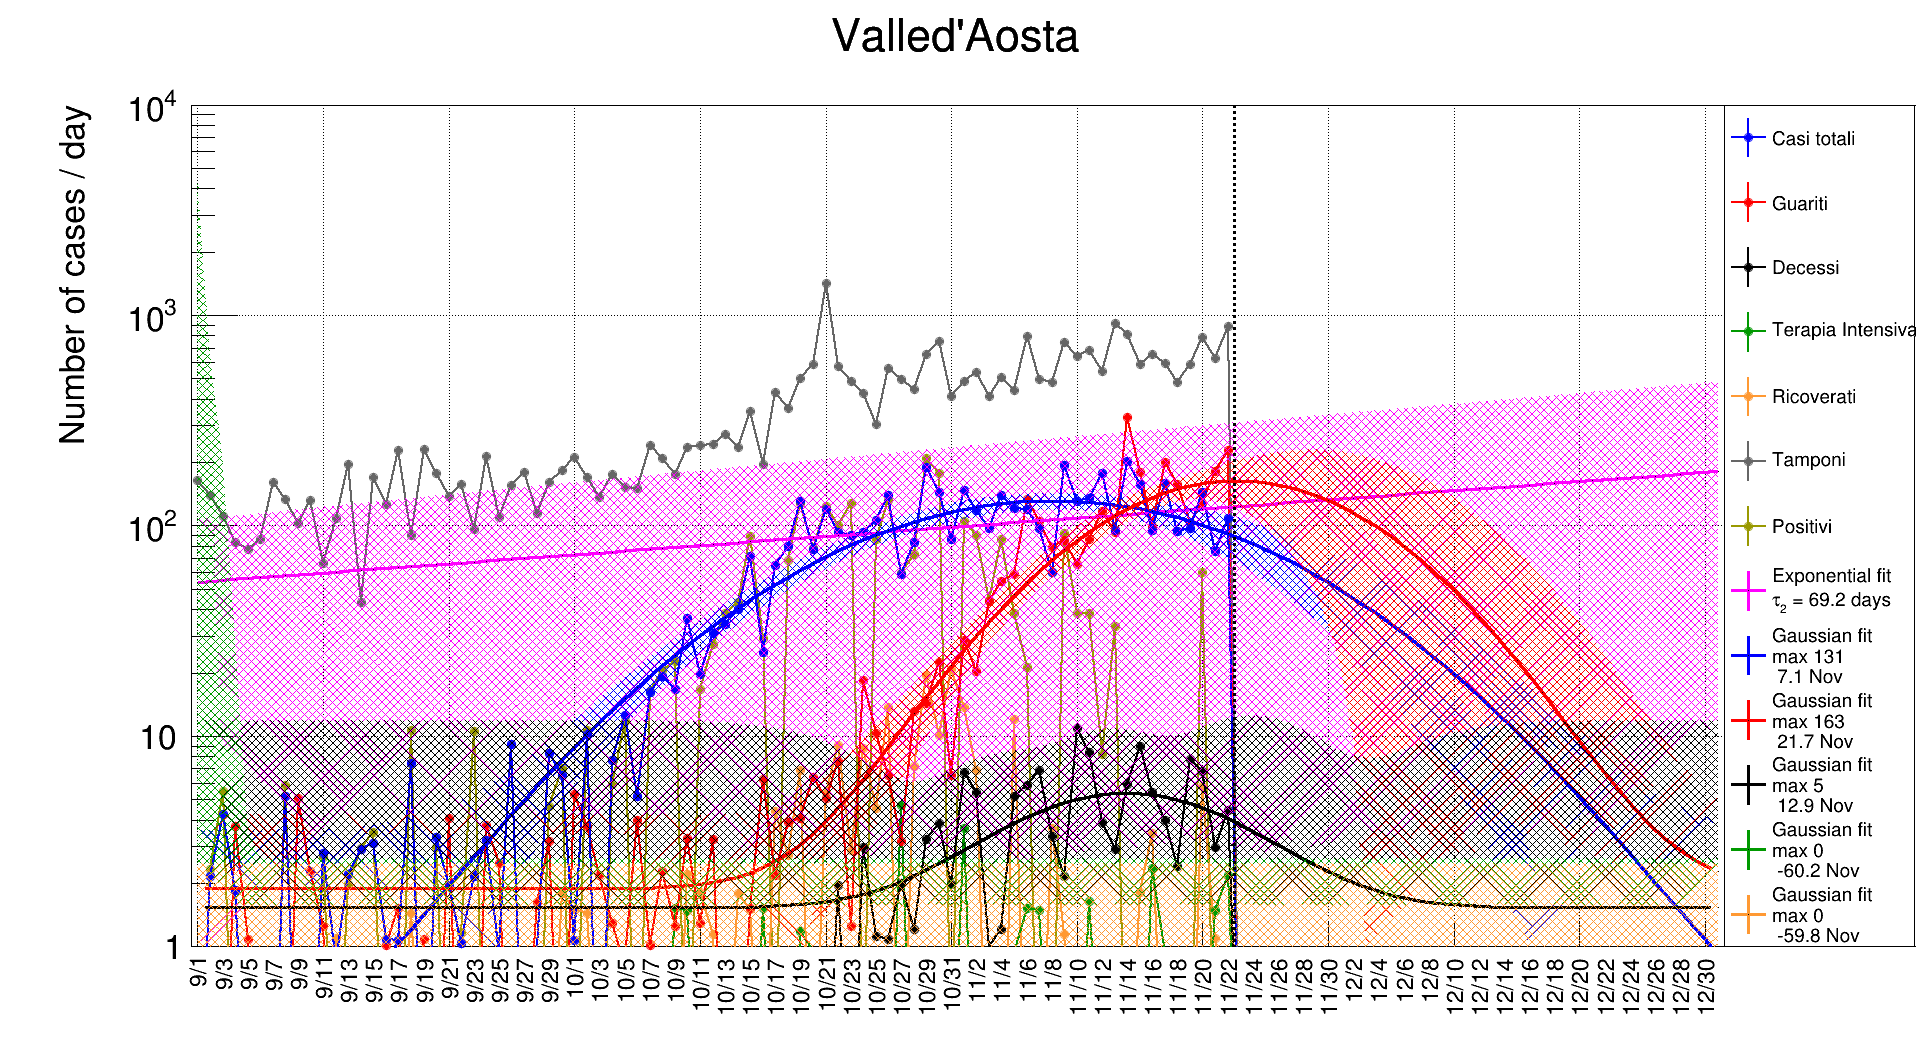 Valled'Aosta
Number of cases / day
10^4
10^3
10^2
10
1
9/1 9/3 9/5 9/7 9/9 9/11 9/13 9/15 9/17 9/19 9/21 9/23 9/25 9/27 9/29 10/1 10/3 10/5 10/7 10/9 10/11 10/13 10/15 10/17 10/19 10/21 10/23 10/25 10/27 10/29 10/31 11/2 11/4 11/6 11/8 11/10 11/12 11/14 11/16 11/18 11/20 11/22 11/24 11/26 11/28 11/30 12/2 12/4 12/6 12/8 12/10 12/12 12/14 12/16 12/18 12/20 12/22 12/24 12/26 12/28 12/30
Casi totali
Guariti
Decessi
Terapia Intensiva
Ricoverati
Tamponi
Positivi
Exponential fit
τ2 = 69.2 days
Gaussian fit
max 131
7.1 Nov
Gaussian fit
max 163
21.7 Nov
Gaussian fit
max 5
12.9 Nov
Gaussian fit
max 0
-60.2 Nov
Gaussian fit
max 0
-59.8 Nov